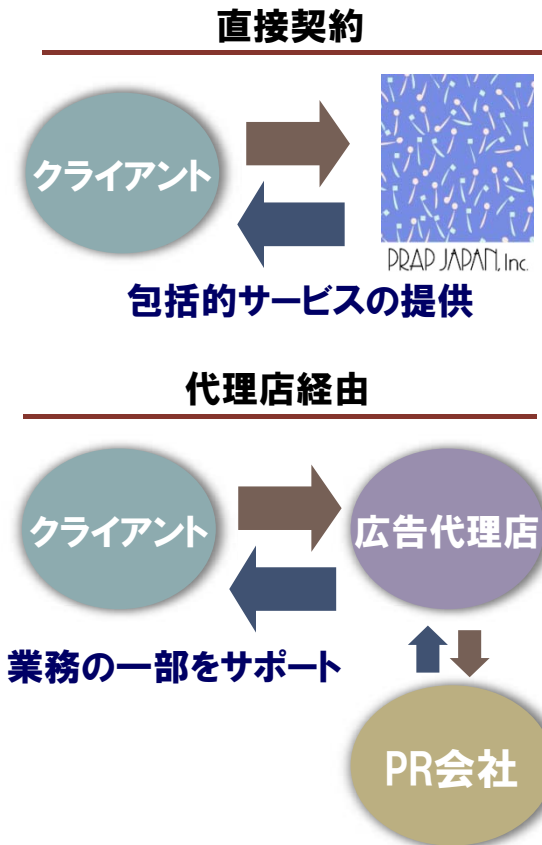 直接契約
クライアント
PRAP JAPAN, Inc.
包括的サービスの提供
代理店経由
クライアント
広告代理店
業務の一部をサポート
PR会社